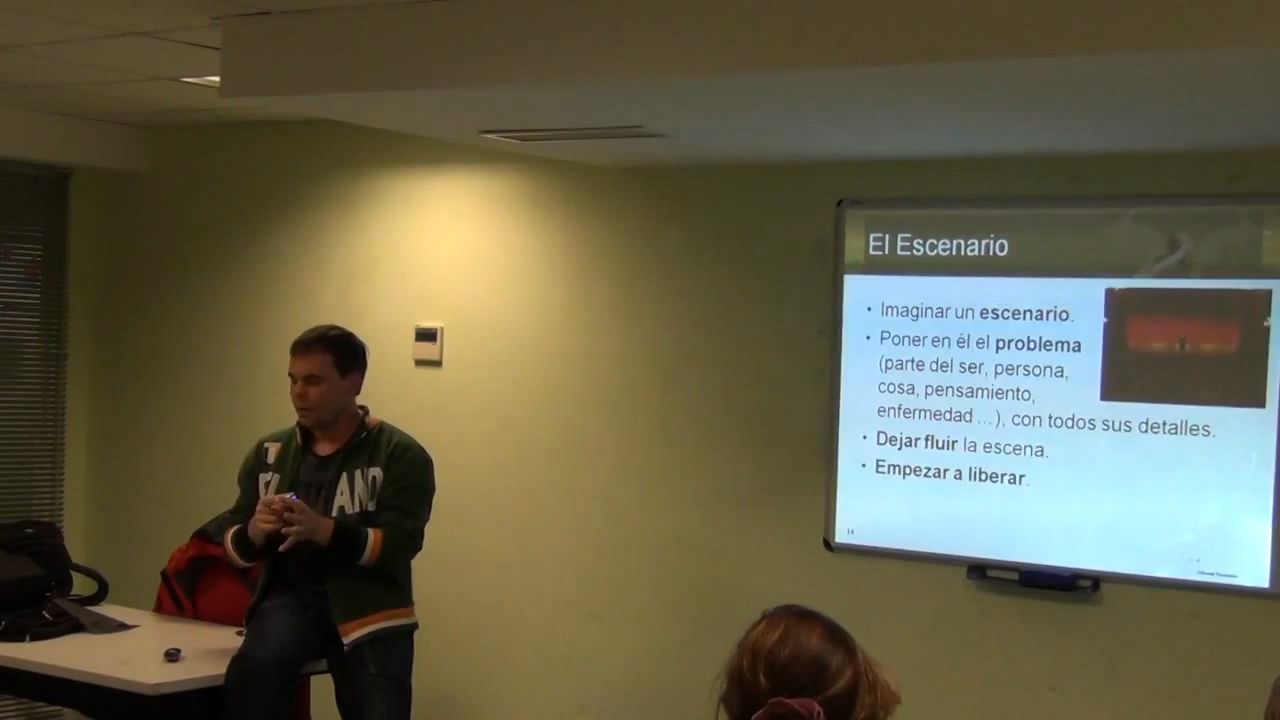 El Escenario
• Imaginar un escenario.
• Poner en él el problema
(parte del ser, persona,
cosa, pensamiento,
enfermedad ...), con todos sus detalles.
• Dejar fluir la escena.
• Empezar a liberar.
14